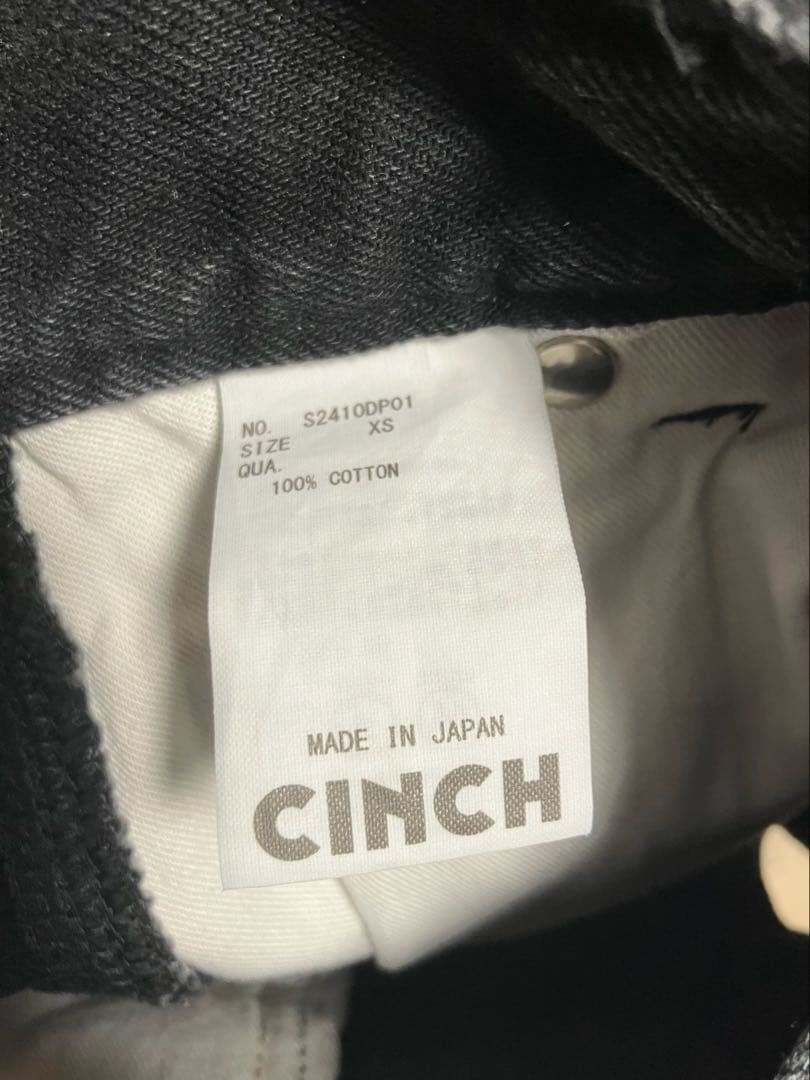 NO. S2410DP01
SIZE XS
QUA.
100% COTTON
MADE IN JAPAN
CINCH